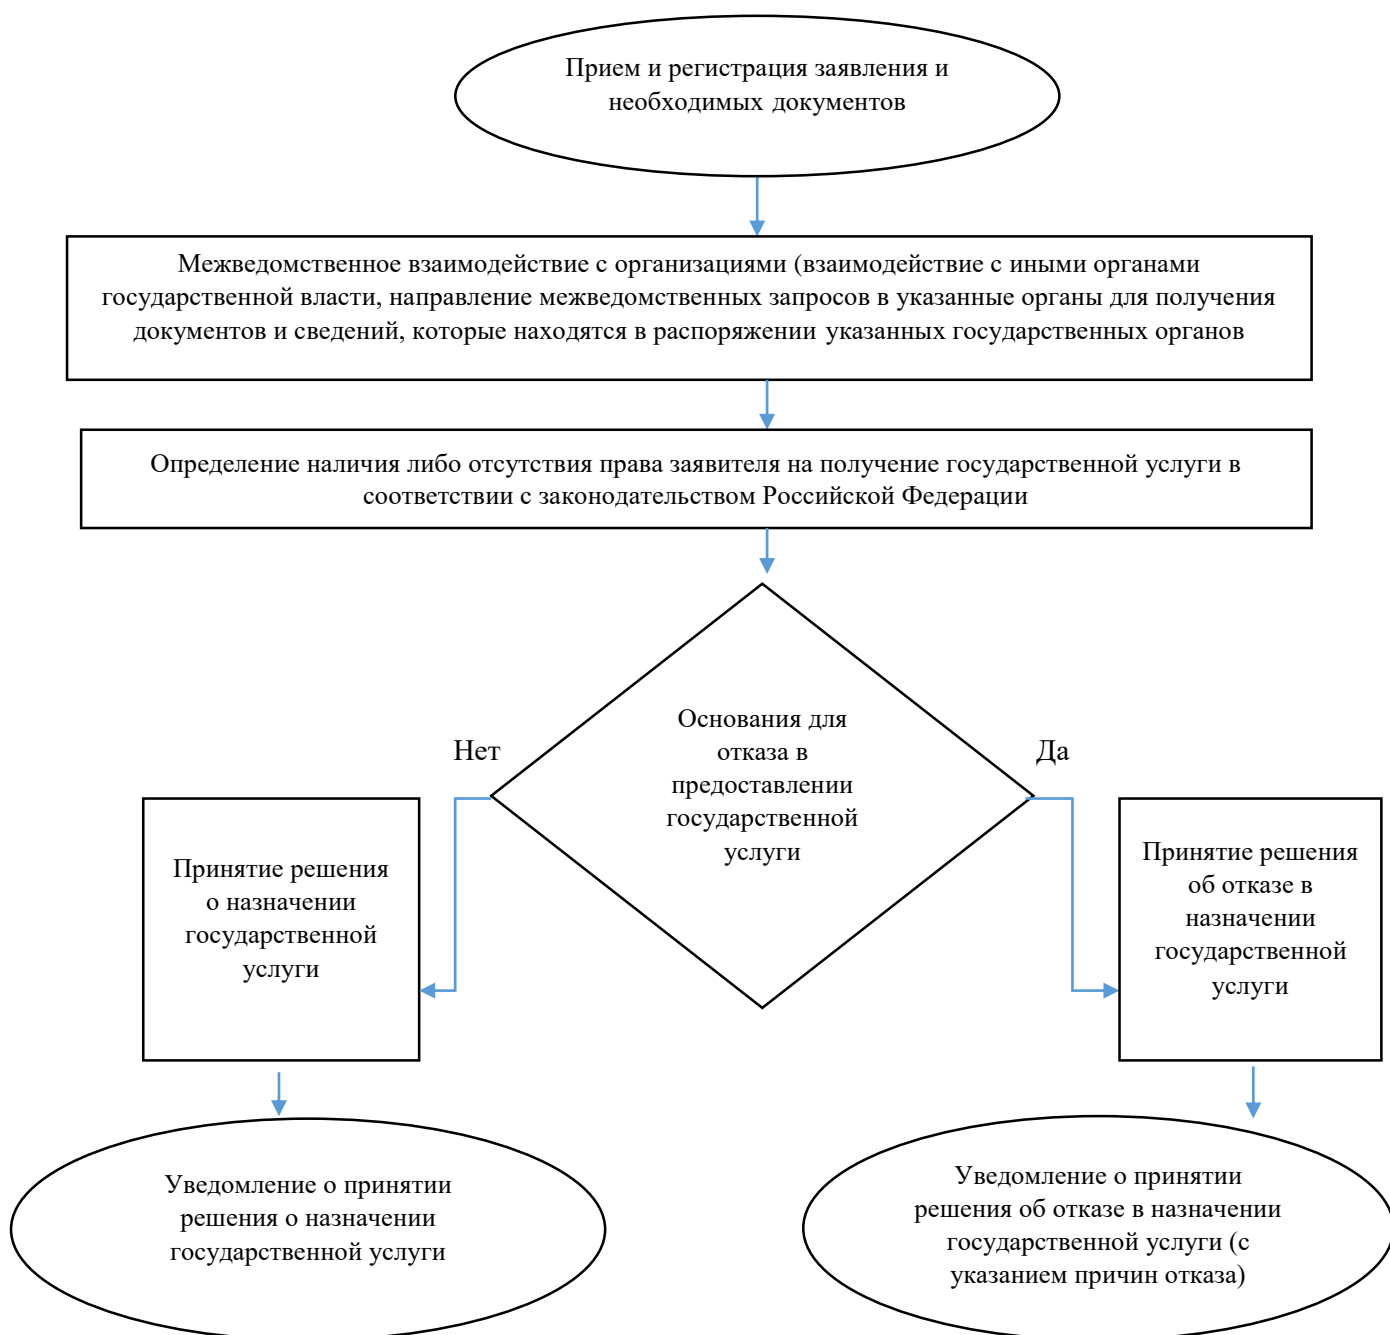 Прием и регистрация заявления и
необходимых документов
Межведомственное взаимодействие с организациями (взаимодействие с иными органами
государственной власти, направление межведомственных запросов в указанные органы для получения
документов и сведений, которые находятся в распоряжении указанных государственных органов
Определение наличия либо отсутствия права заявителя на получение государственной услуги в
соответствии с законодательством Российской Федерации
Основания для
отказа в
предоставлении
государственной
услуги
Нет
Да
Принятие решения
о назначении
государственной
услуги
Принятие решения
об отказе в
назначении
государственной
услуги
Уведомление о принятии
решения о назначении
государственной услуги
Уведомление о принятии
решения об отказе в назначении
государственной услуги (с
указанием причин отказа)